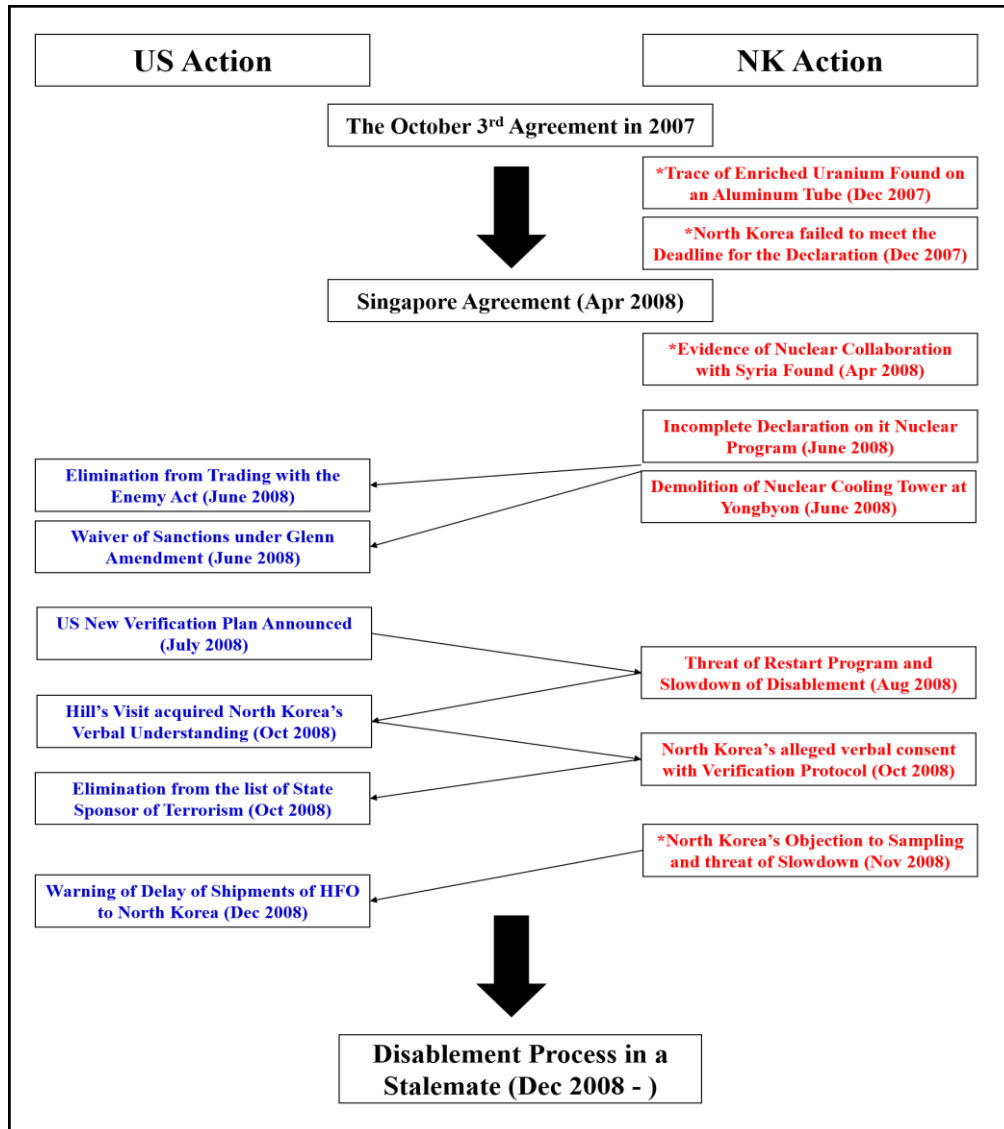 US Action
NK Action
The October 3rd Agreement in 2007
*Trace of Enriched Uranium Found on
an Aluminum Tube (Dec 2007)
*North Korea failed to meet the
Deadline for the Declaration (Dec 2007)
Singapore Agreement (Apr 2008)
*Evidence of Nuclear Collaboration
with Syria Found (Apr 2008)
Incomplete Declaration on it Nuclear
Program (June 2008)
Elimination from Trading with the
Enemy Act (June 2008)
Demolition of Nuclear Cooling Tower at
Yongbyon (June 2008)
Waiver of Sanctions under Glenn
Amendment (June 2008)
US New Verification Plan Announced
(July 2008)
Threat of Restart Program and
Slowdown of Disablement (Aug 2008)
Hill's Visit acquired North Korea's
Verbal Understanding (Oct 2008)
North Korea's alleged verbal consent
with Verification Protocol (Oct 2008)
Elimination from the list of State
Sponsor of Terrorism (Oct 2008)
*North Korea's Objection to Sampling
and threat of Slowdown (Nov 2008)
Warning of Delay of Shipments of HFO
to North Korea (Dec 2008)
Disablement Process in a
Stalemate (Dec 2008 - )